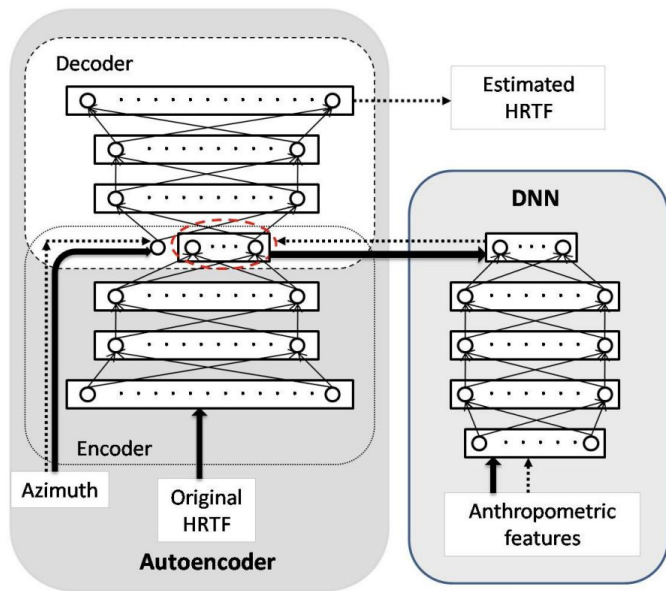 Decoder
Estimated
HRTF
DNN
Encoder
Azimuth
Original
HRTF
Anthropometric
features
Autoencoder